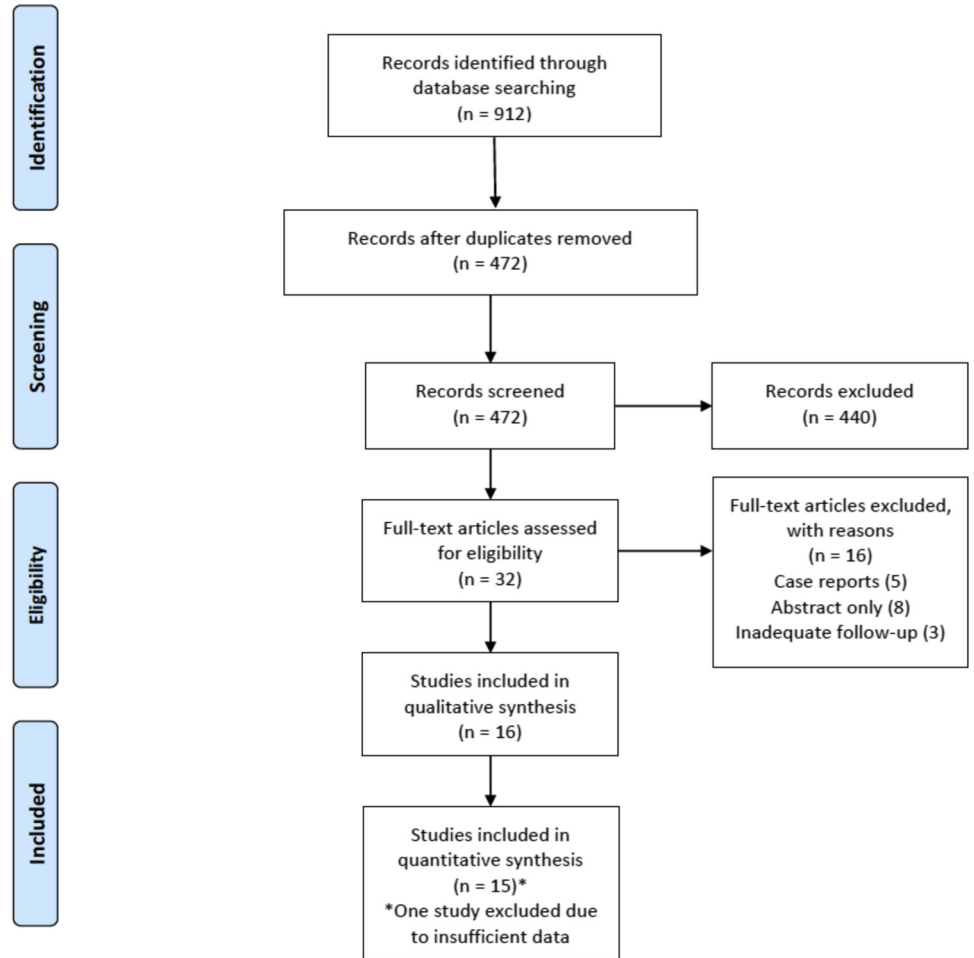 Identification
Records identified through
database searching
(n = 912)
Records after duplicates removed
(n = 472)
Screening
Records screened
(n = 472)
Records excluded
(n = 440)
Eligibility
Full-text articles assessed
for eligibility
(n = 32)
Full-text articles excluded,
with reasons
(n = 16)
Case reports (5)
Abstract only (8)
Inadequate follow-up (3)
Studies included in
qualitative synthesis
(n = 16)
Included
Studies included in
quantitative synthesis
(n = 15)*
*One study excluded due
to insufficient data